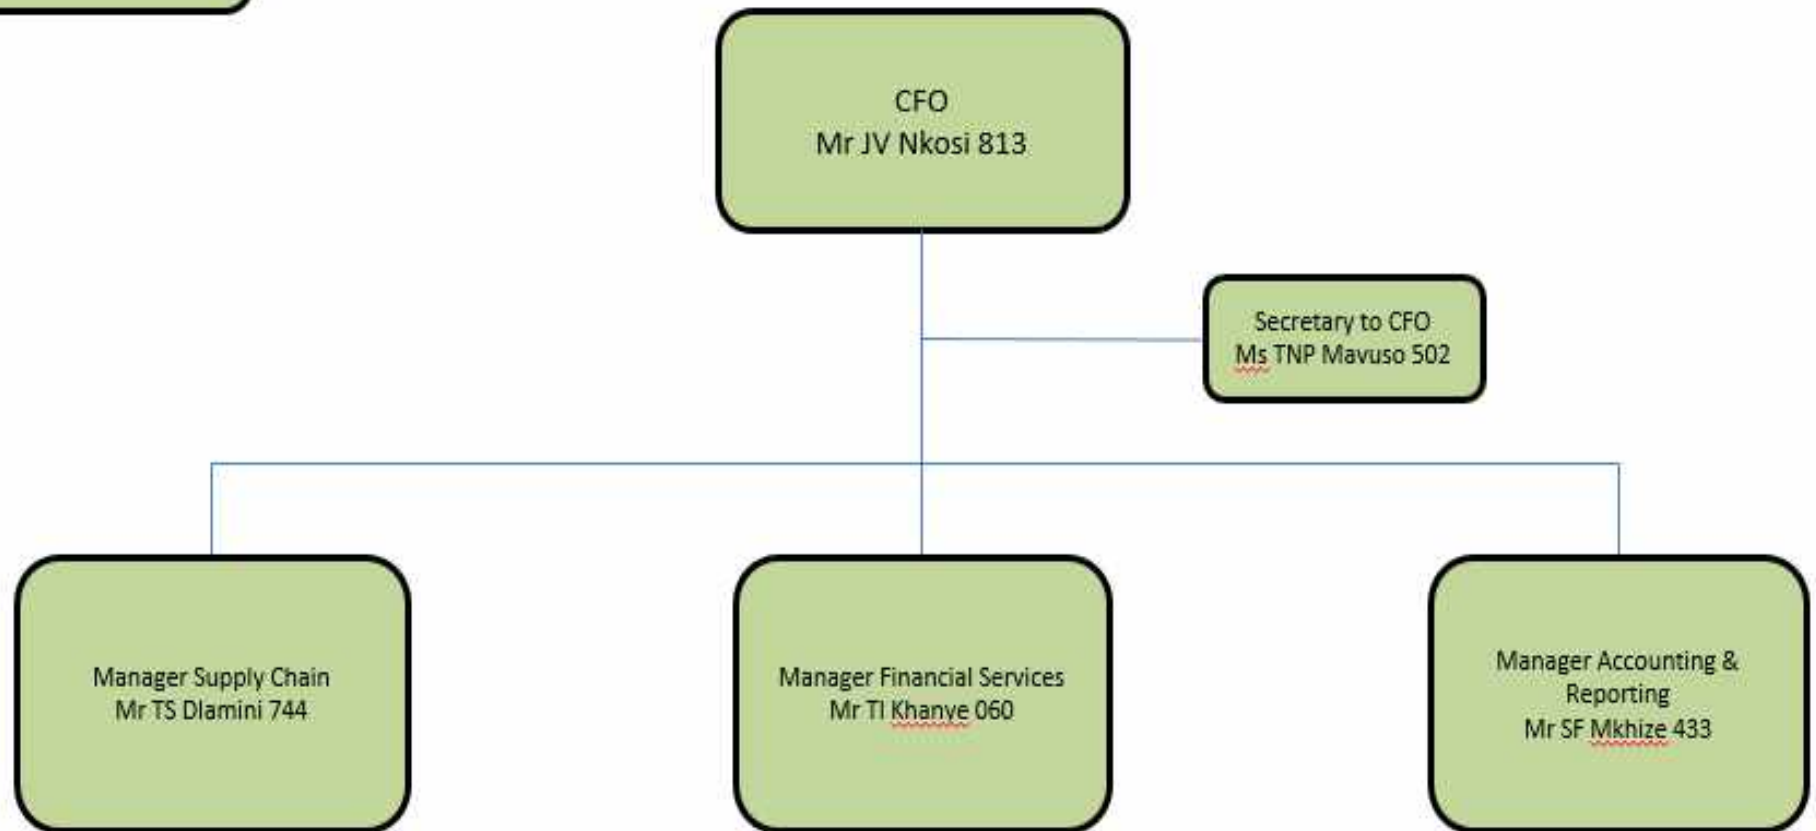 CFO
Mr JV Nkosi 813
Secretary to CFO
Ms TNP Mavuso 502
Manager Supply Chain
Mr TS Dlamini 744
Manager Financial Services
Mr TI Khanye 060
Manager Accounting &
Reporting
Mr SF Mkhize 433